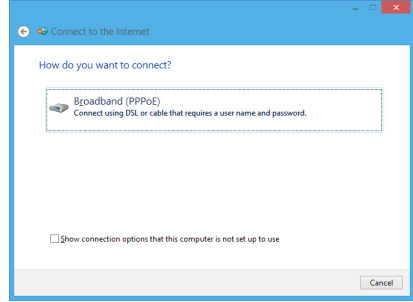 Connect to the Internet
How do you want to connect?
Broadband (PPPoE)
Connect using DSL or cable that requires a user name and password.
Show connection options that this computer is not set up to use
Cancel